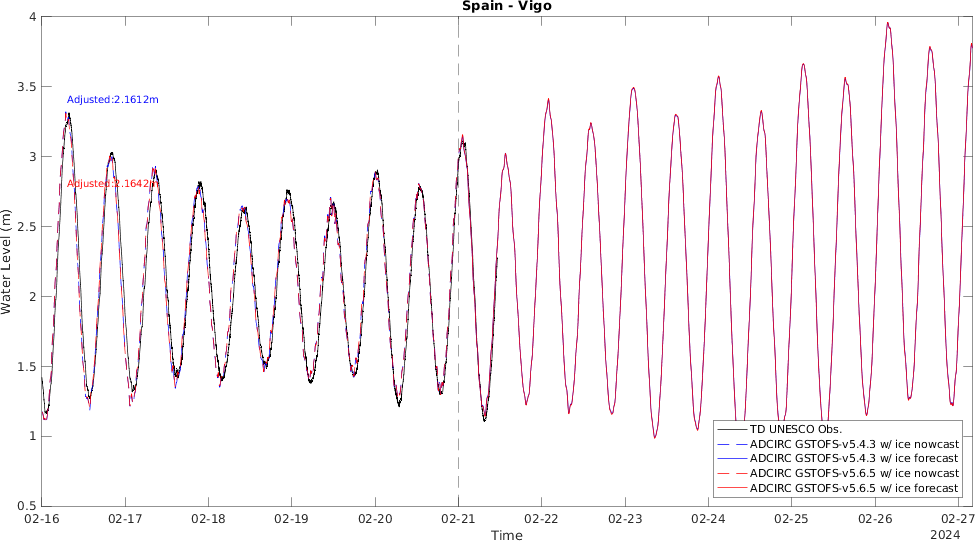 Spain - Vigo
4
3.5
3
2.5
2
1.5
1
0.5
Water Level (m)
Adjusted:2.1612m
Adjusted:2.1642m
TD UNESCO Obs.
ADCIRC GSTOFS-v5.4.3 w/ ice nowcast
ADCIRC GSTOFS-v5.4.3 w/ ice forecast
ADCIRC GSTOFS-v5.6.5 w/ ice nowcast
ADCIRC GSTOFS-v5.6.5 w/ ice forecast
02-16 02-17 02-18 02-19 02-20 02-21 02-22 02-23 02-24 02-25 02-26 02-27
Time
2024